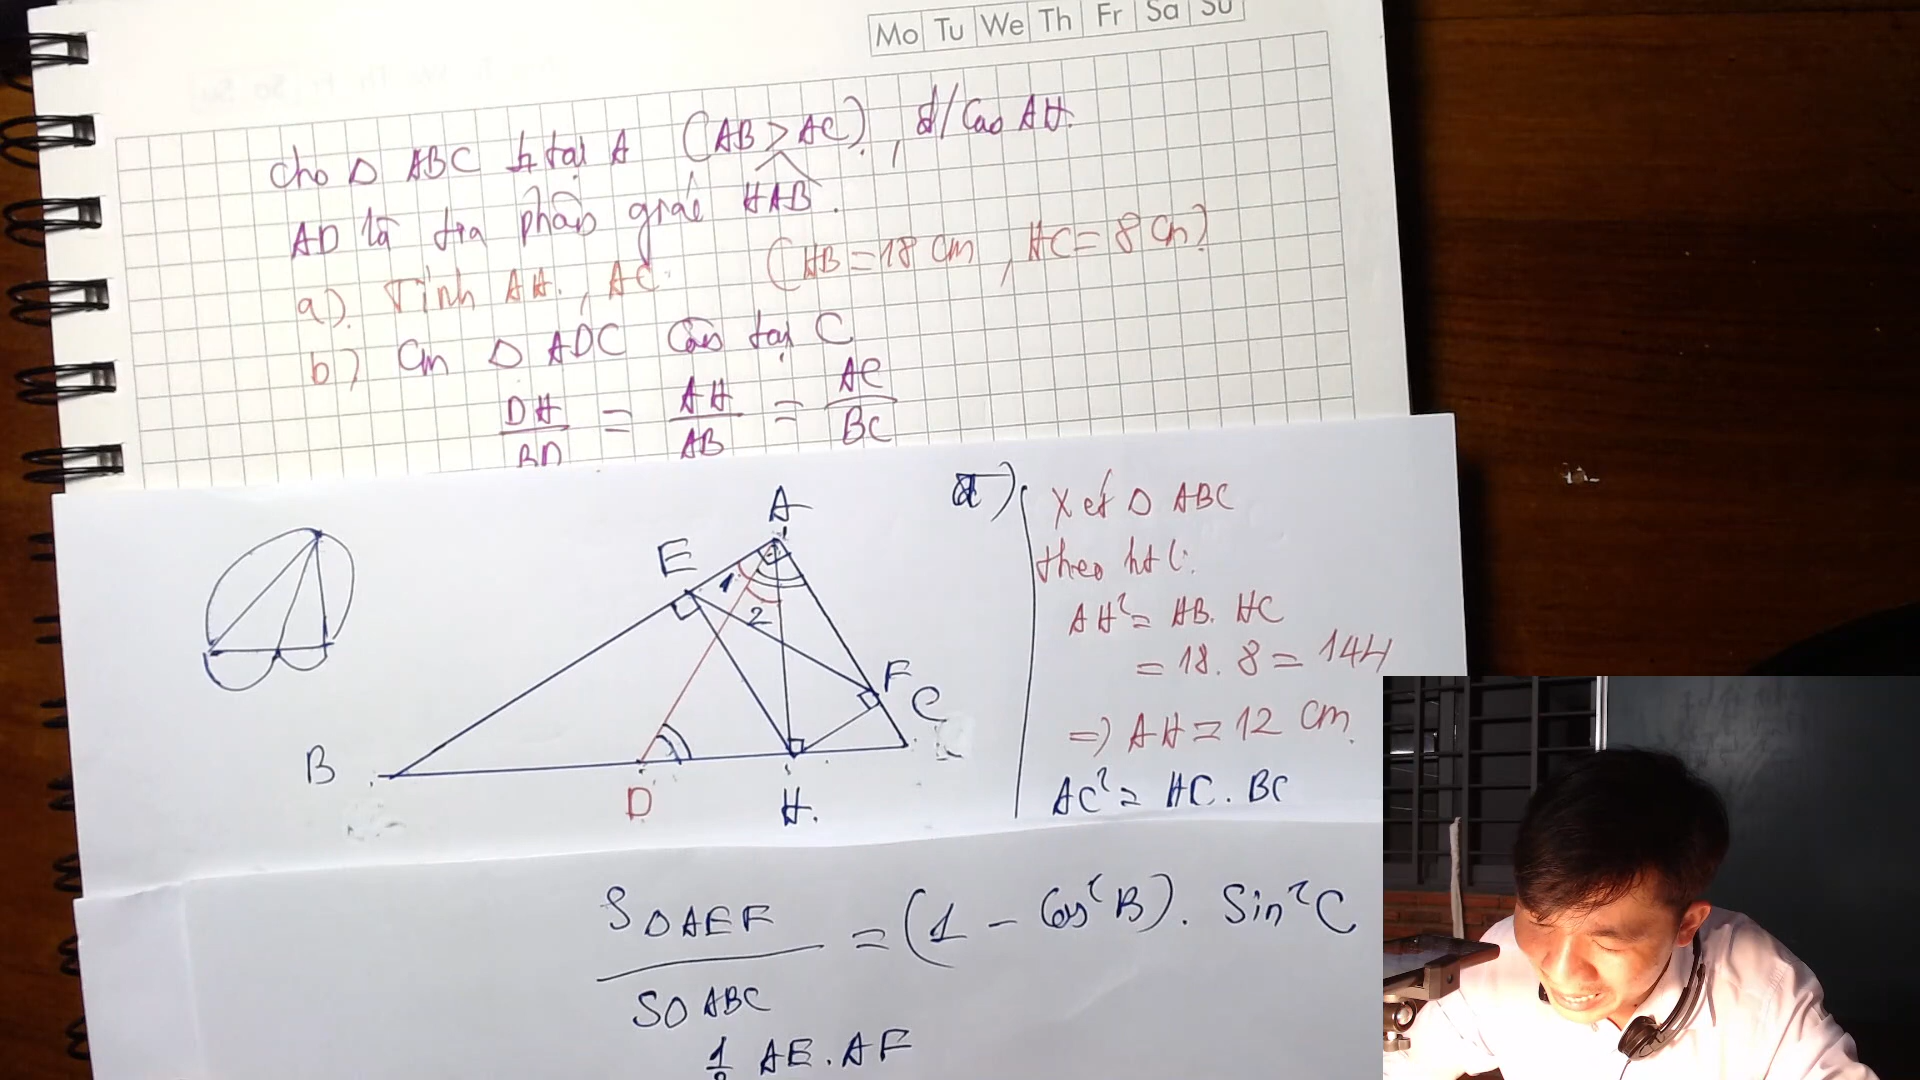 Mo Tu We Th Fr Sa Su
Cho Δ ABC ⊥ tại A (AB > AC), đ/Cao AH.
AD là tia phân giác HAB.
a). Tính AH, AC. (HB = 18 cm, HC = 8 cm)
b) Cm Δ ADC Cân tại C
DH/BD = AH/AB = AC/BC
A
E
1
2
F
C
B
D
H.
a)
Xét Δ ABC
theo htl:
AH² = HB. HC
= 18. 8 = 144
=) AH = 12 cm.
AC² = HC. BC
SΔAEF/SΔABC = (1 - Cos²B). Sin²C
½ AE. AF